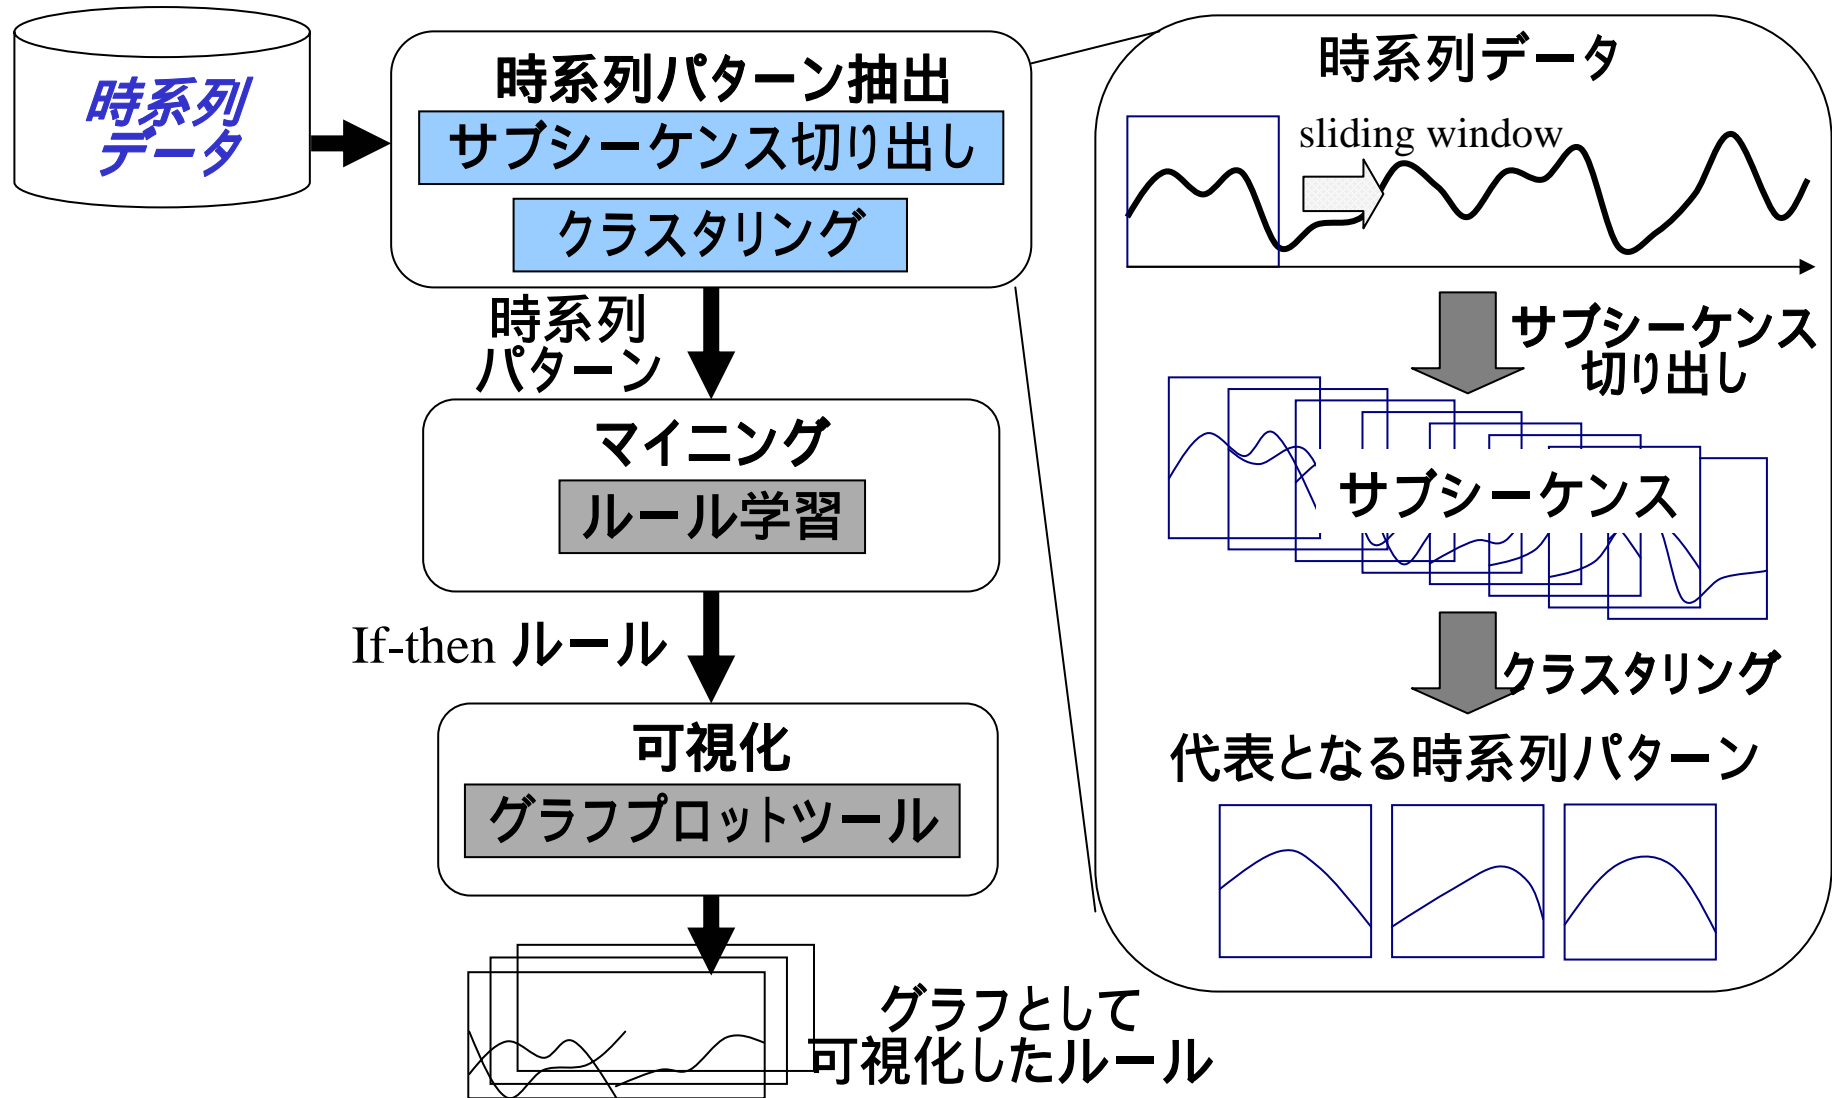 時系列
データ
時系列パターン抽出
サブシーケンス切り出し
クラスタリング
時系列
パターン
マイニング
ルール学習
If-then ルール
可視化
グラフプロットツール
グラフとして
可視化したルール
時系列データ
sliding window
サブシーケンス
切り出し
サブシーケンス
クラスタリング
代表となる時系列パターン